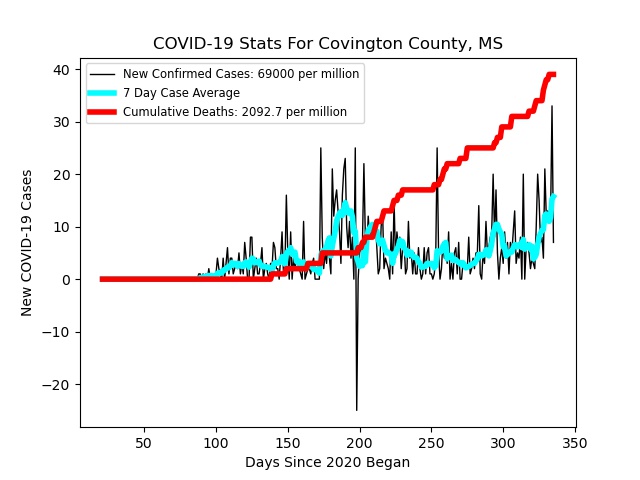 COVID-19 Stats For Covington County, MS
New Confirmed Cases: 69000 per million
7 Day Case Average
Cumulative Deaths: 2092.7 per million
New COVID-19 Cases
40
30
20
10
0
−10
−20
50 100 150 200 250 300 350
Days Since 2020 Began